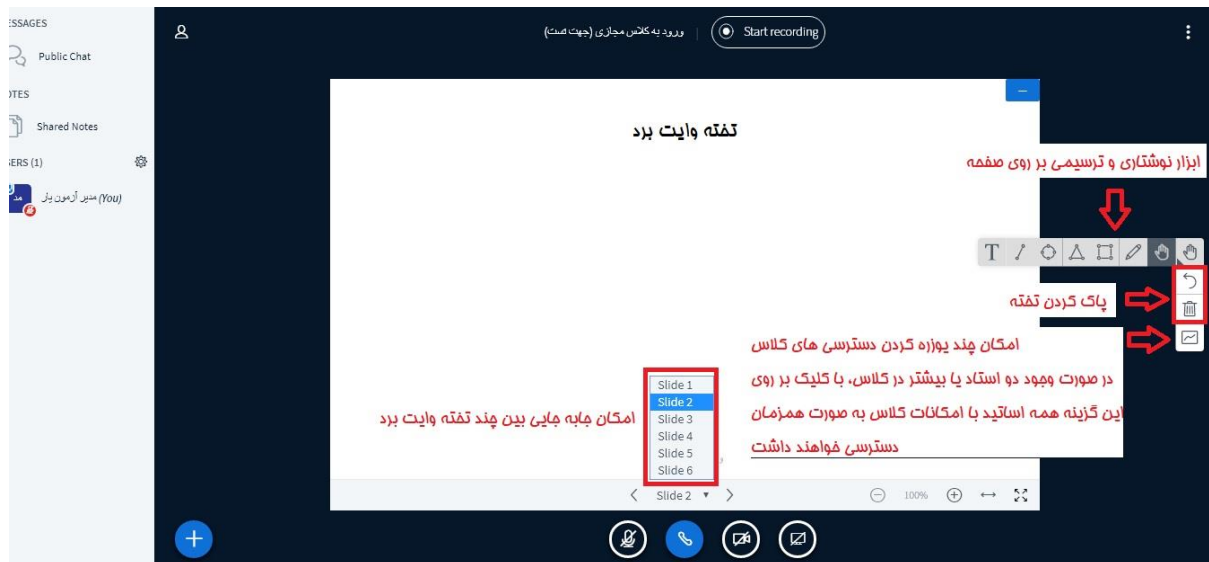 ESSAGES
ورود به کلاس مجازی (جهت تست)
Start recording
Public Chat
OTES
Shared Notes
SERS (1)
مد
مدیر آزمون یار (You)
تخته وایت برد
ابزار نوشتاری و ترسیمی بر روی صفحه
T
پاک کردن تخته
امکان چند یوزره کردن دسترسی های کلاس
در صورت وجود دو استاد یا بیشتر در کلاس، با کلیک بر روی
این گزینه همه اساتید با امکانات کلاس به صورت همزمان
دسترسی خواهند داشت
Slide 1
Slide 2
Slide 3
Slide 4
Slide 5
Slide 6
امکان جابه جایی بین چند تخته وایت برد
Slide 2
100%